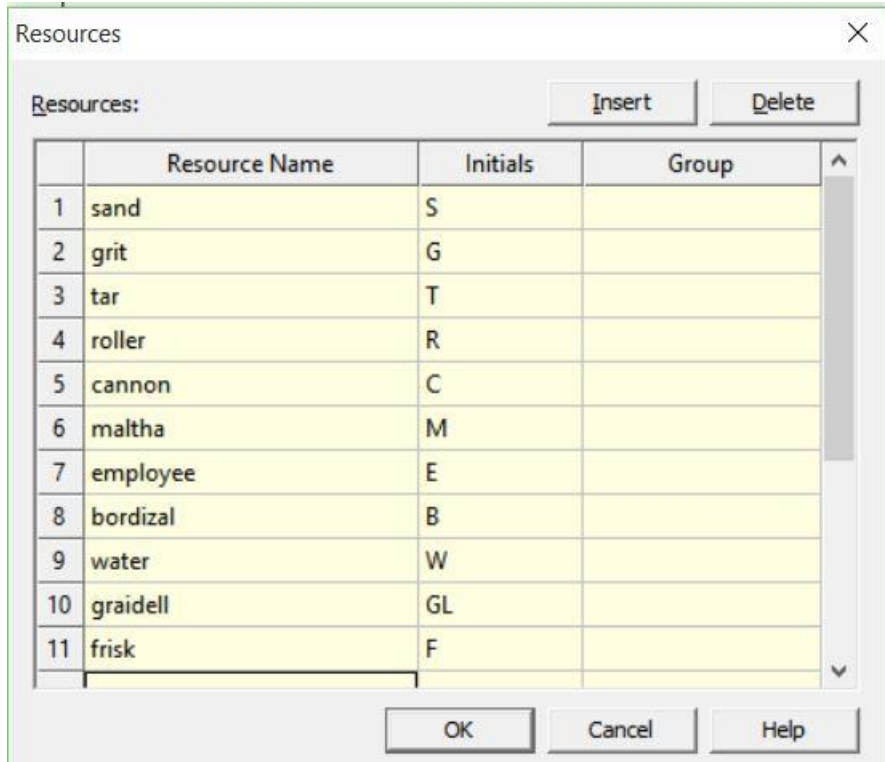 Resources
Resources: Insert Delete
Resource Name Initials Group
1 sand S
2 grit G
3 tar T
4 roller R
5 cannon C
6 maltha M
7 employee E
8 bordizal B
9 water W
10 graidell GL
11 frisk F
OK Cancel Help